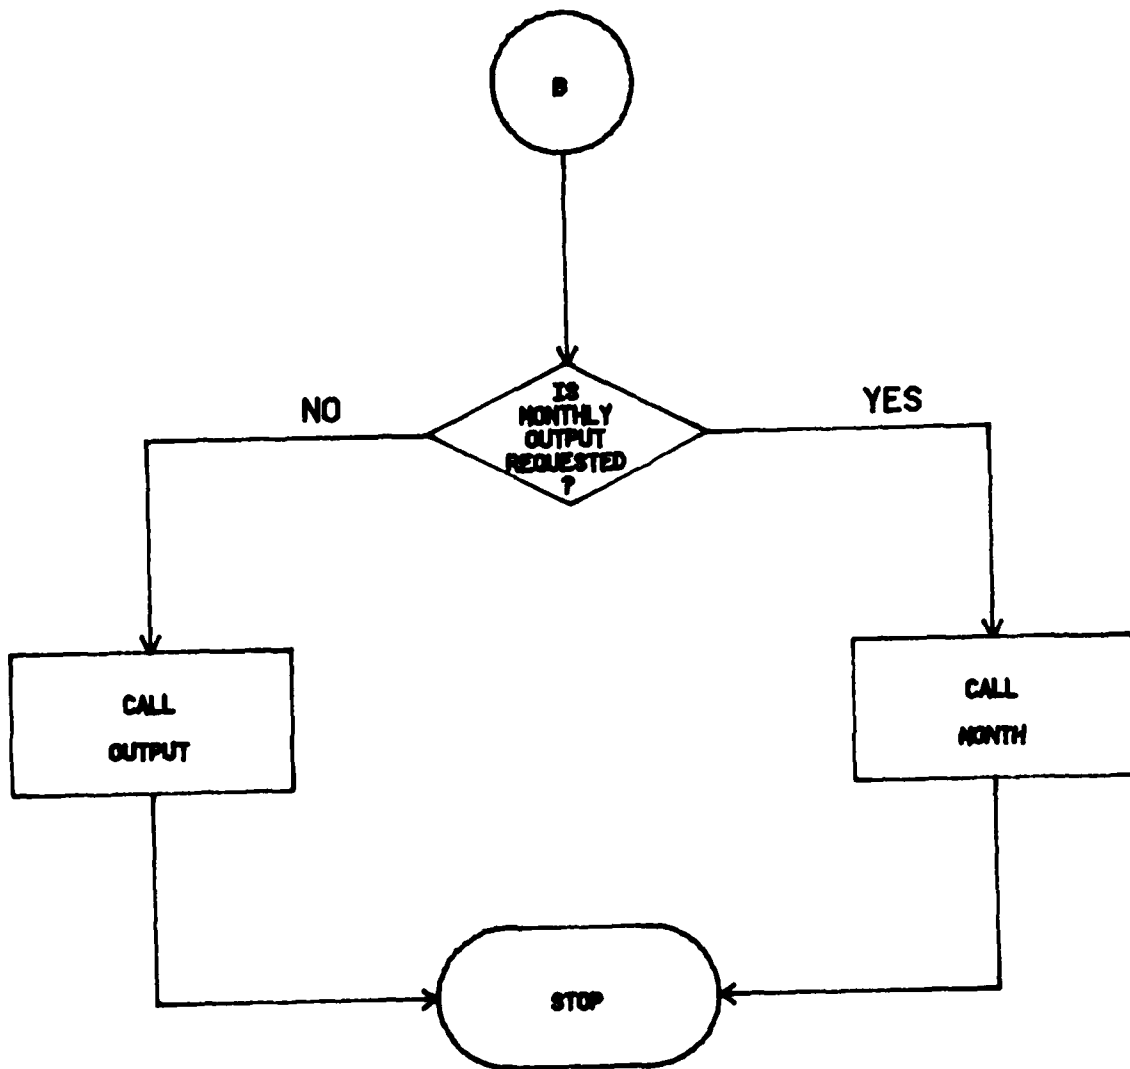 B
IS
MONTHLY
OUTPUT
REQUESTED
?
NO
YES
CALL
OUTPUT
CALL
MONTH
STOP